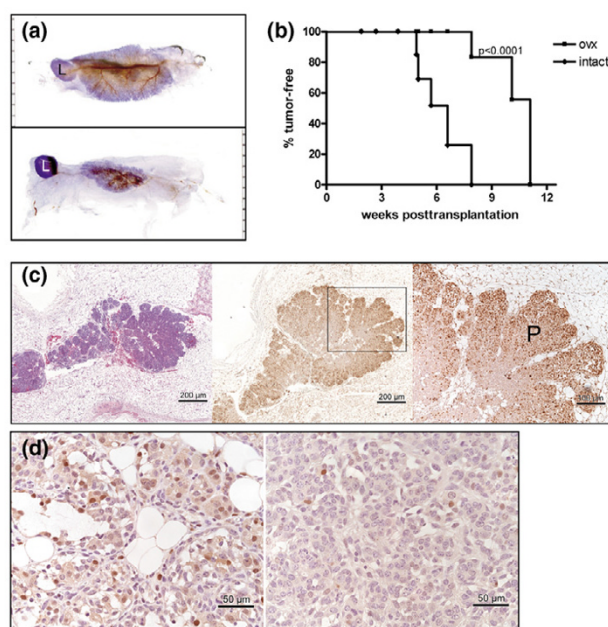 (a)
L
L
(b)
p<0.0001
ovx
intact
% tumor-free
100
80
60
40
20
0
0 3 6 9 12
weeks posttransplantation
(c)
200 µm
200 µm
P
(d)
50 µm
50 µm